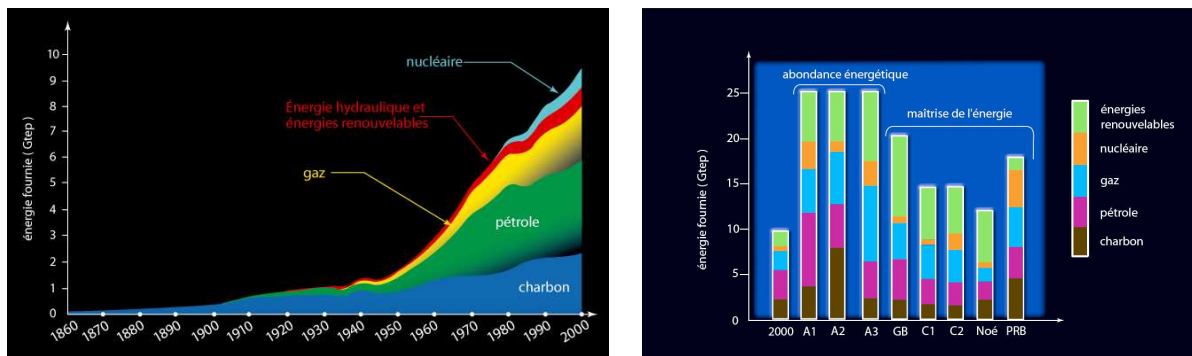 énergie fournie ( Gtep )
10
9
8
7
6
5
4
3
2
1
0
nucléaire
Énergie hydraulique et
énergies renouvelables
gaz
pétrole
charbon
1860 1870 1880 1890 1900 1910 1920 1930 1940 1950 1960 1970 1980 1990 2000
énergie fournie ( Gtep )
25
20
15
10
5
0
abondance énergétique
maîtrise de l'énergie
2000 A1 A2 A3 GB C1 C2 Noé PRB
énergies
renouvelables
nucléaire
gaz
pétrole
charbon